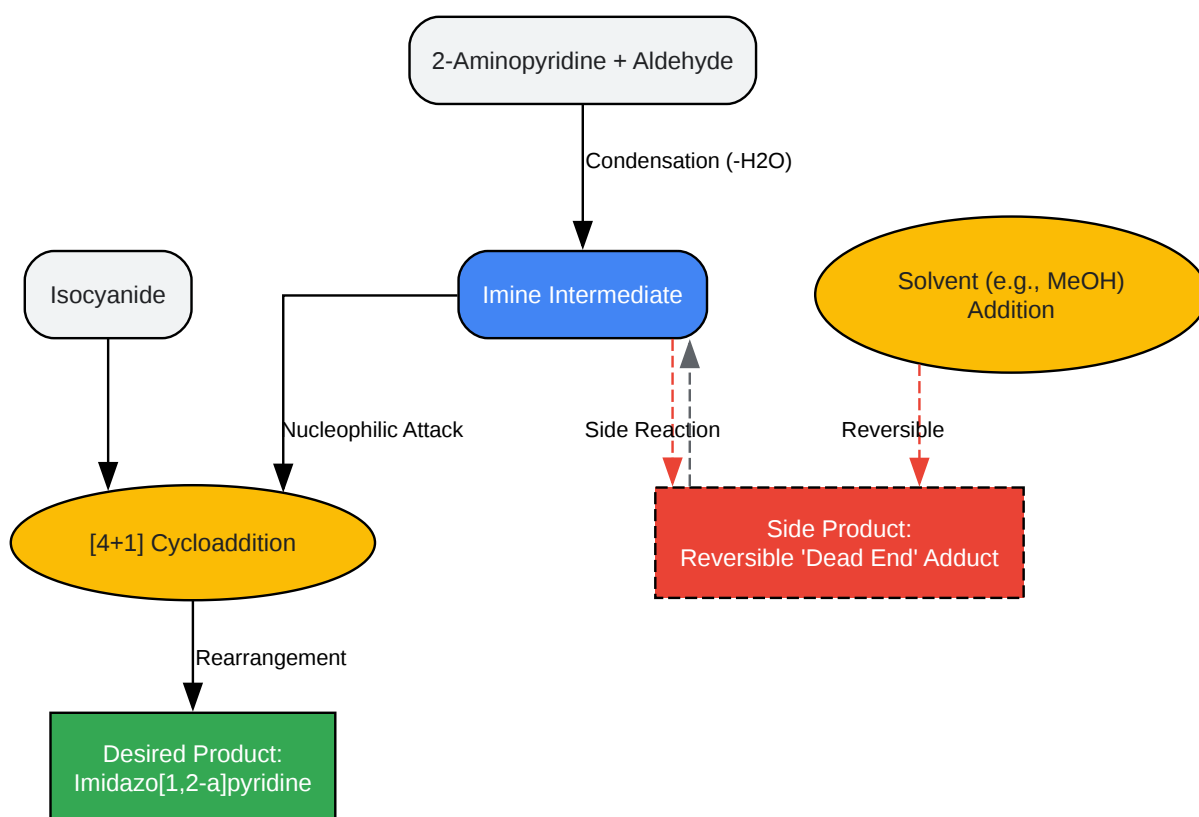 2-Aminopyridine + Aldehyde
Condensation (-H2O)
Isocyanide
Imine Intermediate
Solvent (e.g., MeOH)
Addition
Nucleophilic Attack
Side Reaction
Reversible
[4+1] Cycloaddition
Side Product:
Reversible 'Dead End' Adduct
Rearrangement
Desired Product:
Imidazo[1,2-a]pyridine